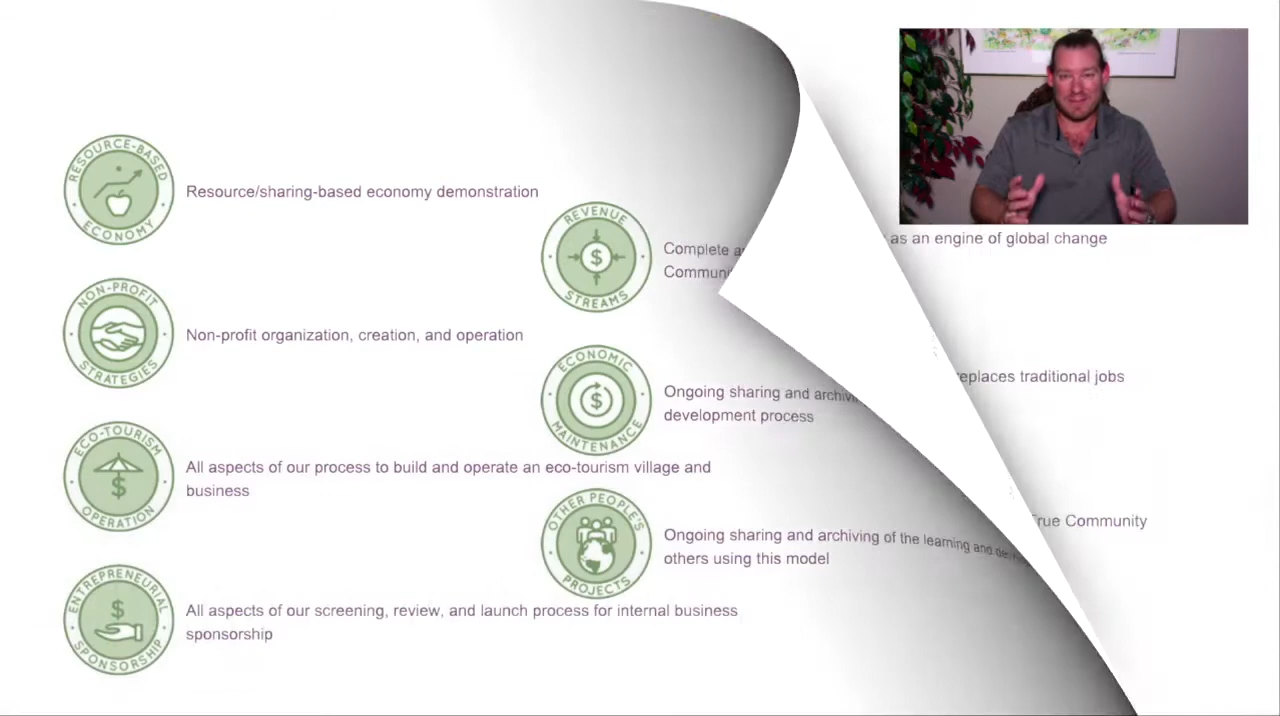 RESOURCE-BASED
ECONOMY
Resource/sharing-based economy demonstration
NON-PROFIT
STRATEGIES
Non-profit organization, creation, and operation
ECO-TOURISM
$
OPERATION
All aspects of our process to build and operate an eco-tourism village and
business
ENTREPRENEURIAL
$
SPONSORSHIP
All aspects of our screening, review, and launch process for internal business
sponsorship
REVENUE
$
STREAMS
Complete
ECONOMIC
$
MAINTENANCE
Ongoing sharing and
development process
OTHER PEOPLE'S
PROJECTS
Ongoing sharing and archiving of the learning and
others using this model
as an engine of global change
replaces traditional jobs
True Community